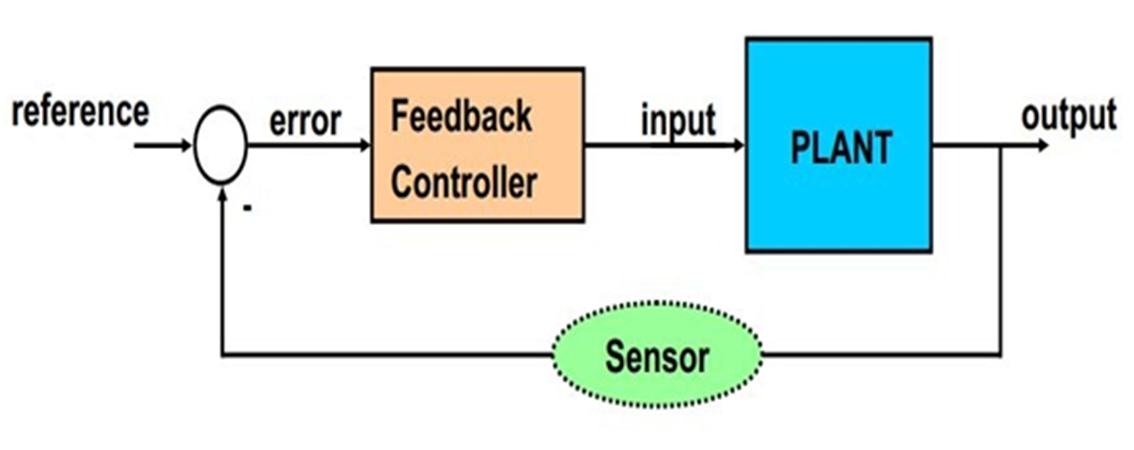 reference
error
Feedback
Controller
input
PLANT
output
-
Sensor